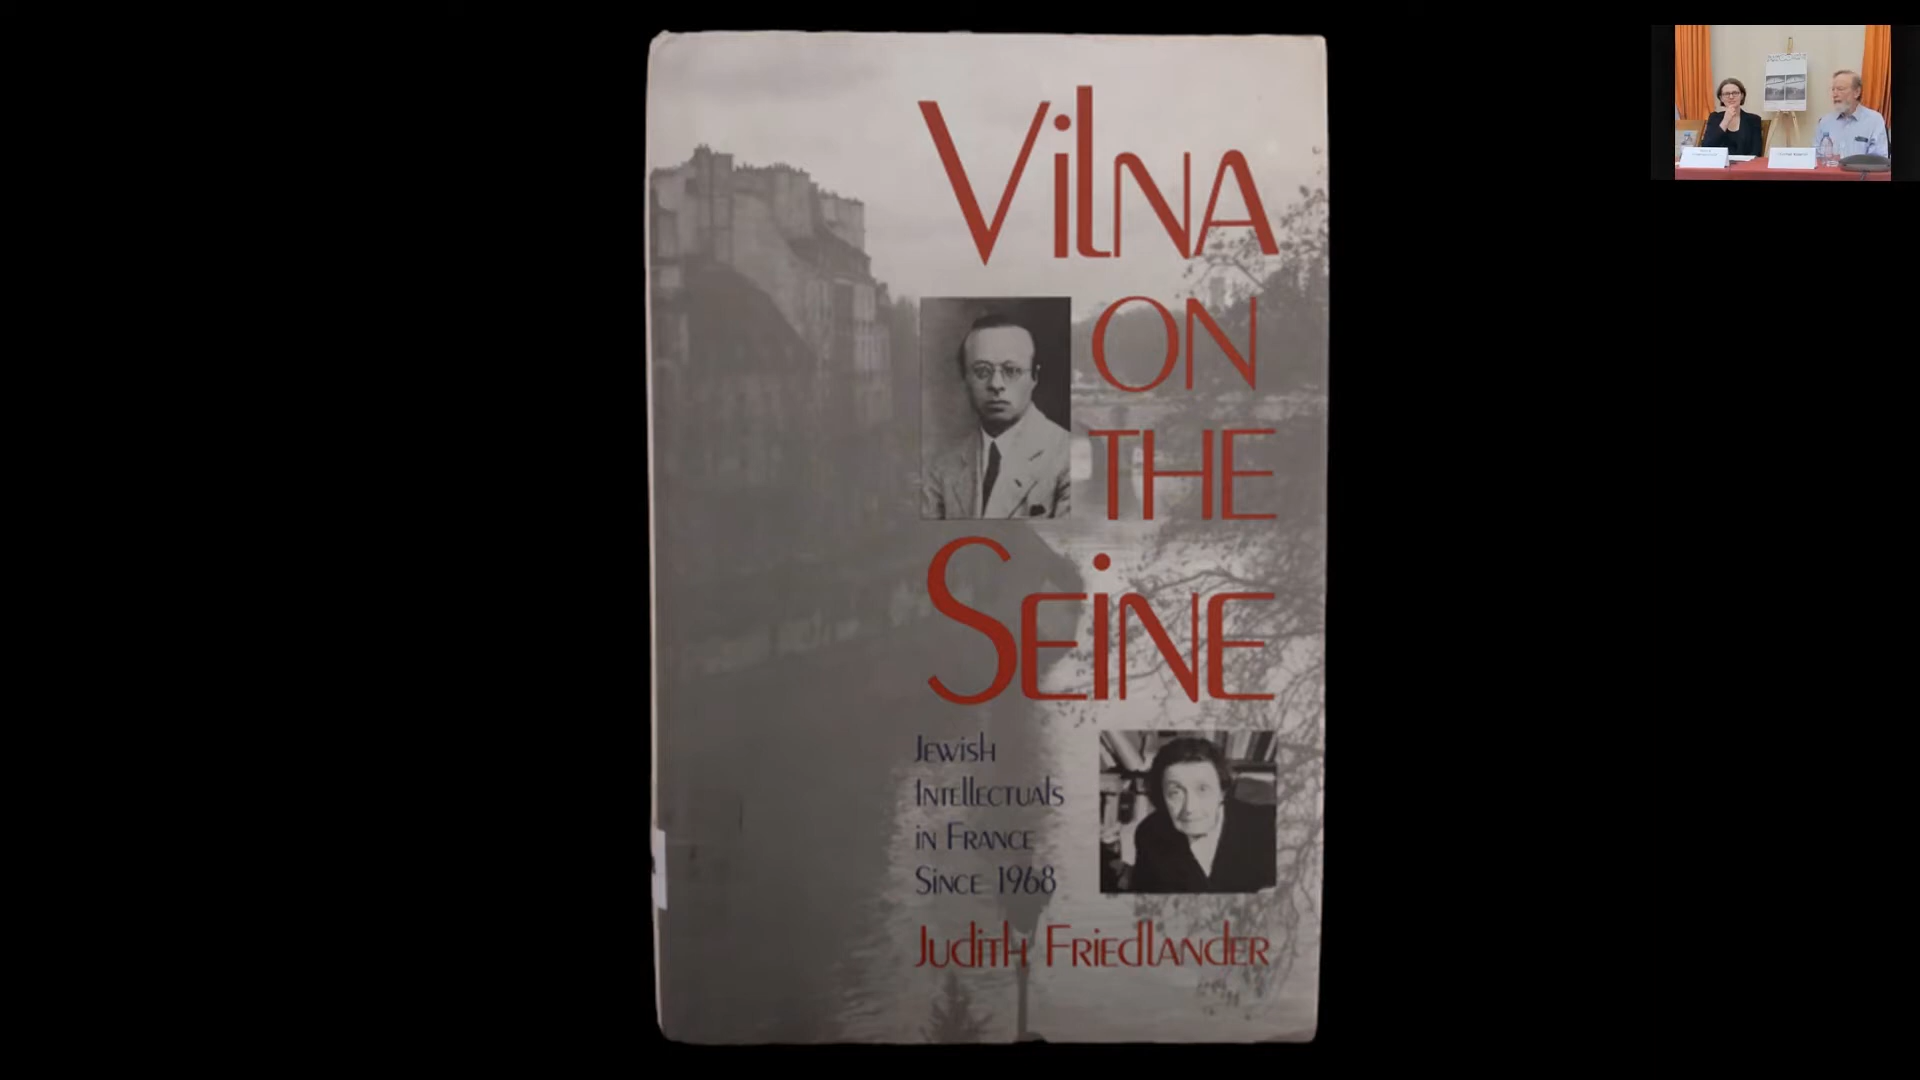 Vilna
on
the
Seine
Jewish
Intellectuals
in France
Since 1968
Judith Friedlander